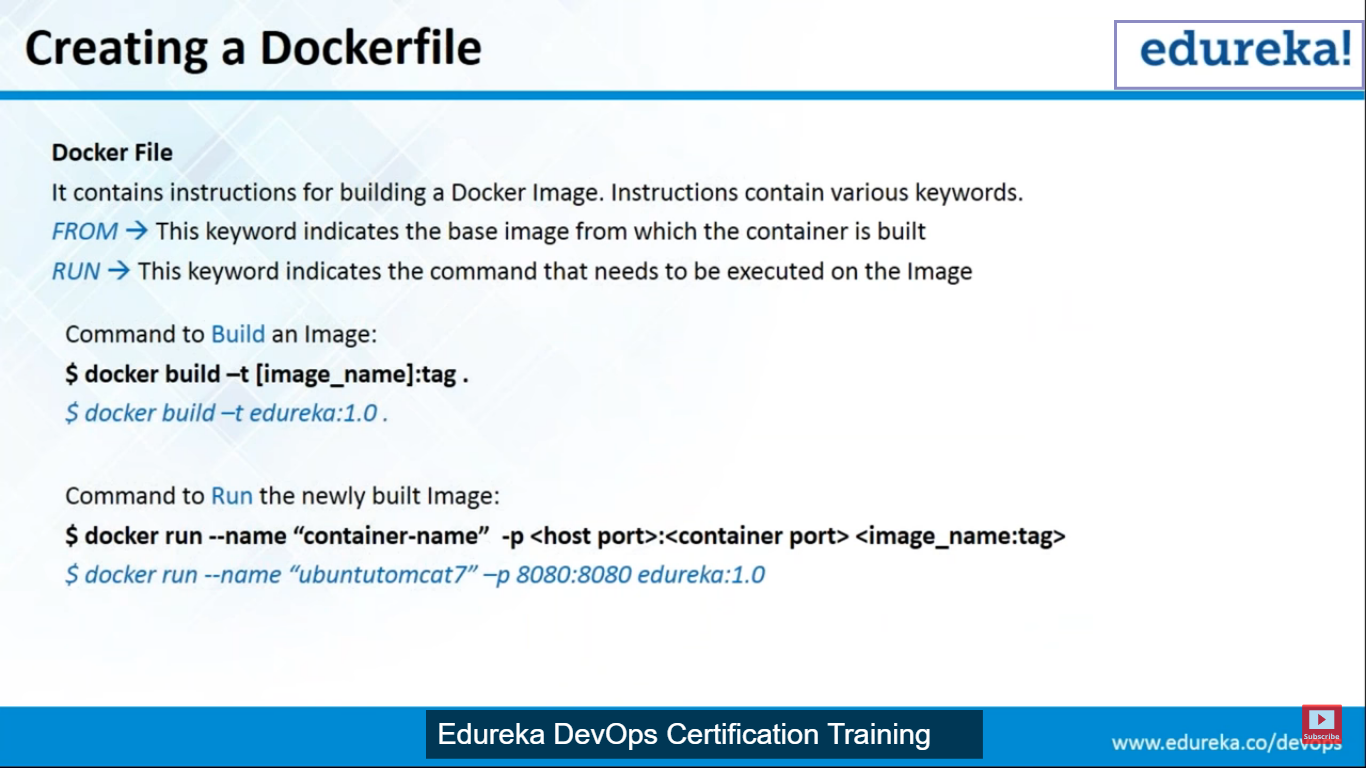 Creating a Dockerfile
edureka!
Docker File
It contains instructions for building a Docker Image. Instructions contain various keywords.
FROM → This keyword indicates the base image from which the container is built
RUN → This keyword indicates the command that needs to be executed on the Image
Command to Build an Image:
$ docker build –t [image_name]:tag .
$ docker build –t edureka:1.0 .
Command to Run the newly built Image:
$ docker run --name “container-name” -p <host port>:<container port> <image_name:tag>
$ docker run --name “ubuntutomcat7” –p 8080:8080 edureka:1.0
Edureka DevOps Certification Training
Subscribe
www.edureka.co/devops